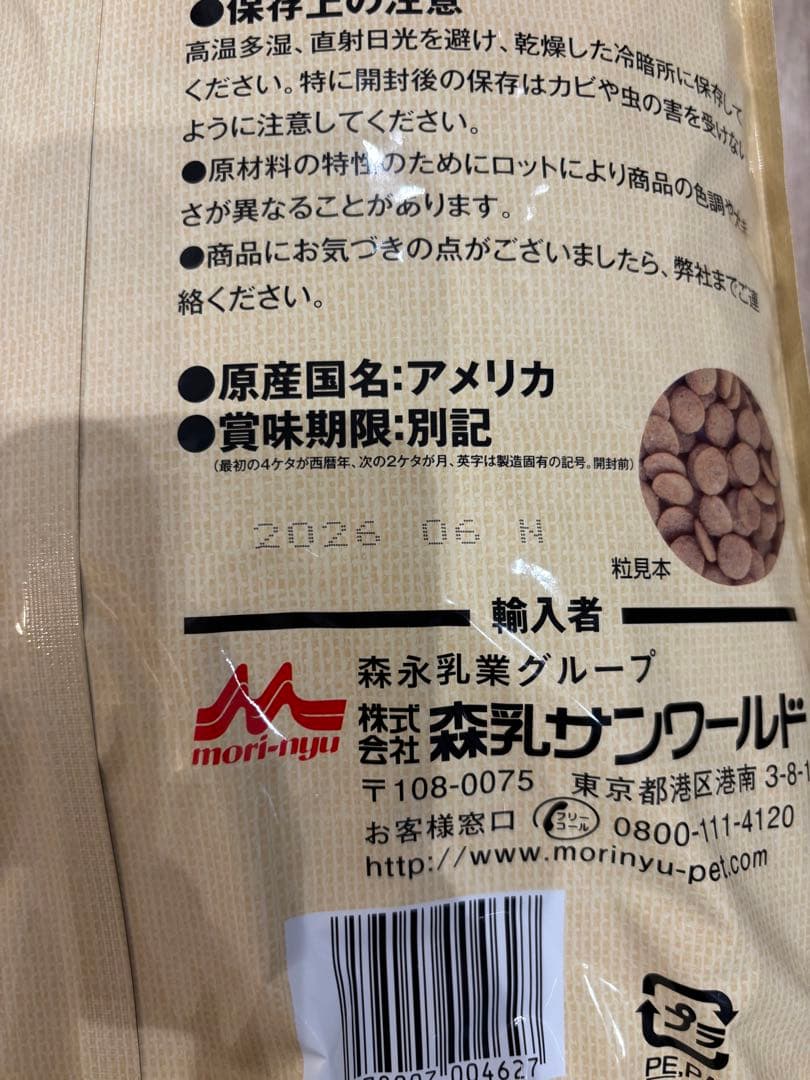 ●保存上の注意
高温多湿、直射日光を避け、乾燥した冷暗所に保存して
ください。特に開封後の保存はカビや虫の害を受けない
ように注意してください。
●原材料の特性のためにロットにより商品の色調や大き
さが異なることがあります。
●商品にお気づきの点がございましたら、弊社までご連
絡ください。
●原産国名:アメリカ
●賞味期限:別記
(最初の4ケタが西暦年、次の2ケタが月、英字は製造固有の記号。開封前)
2026 06 N
粒見本
輸入者
森永乳業グループ
mori-nyu
株式会社 森乳サンワールド
〒108-0075 東京都港区港南 3-8-1
お客様窓口 フリーコール 0800-111-4120
http://www.morinyu-pet.com
004627
プラ
PE,P